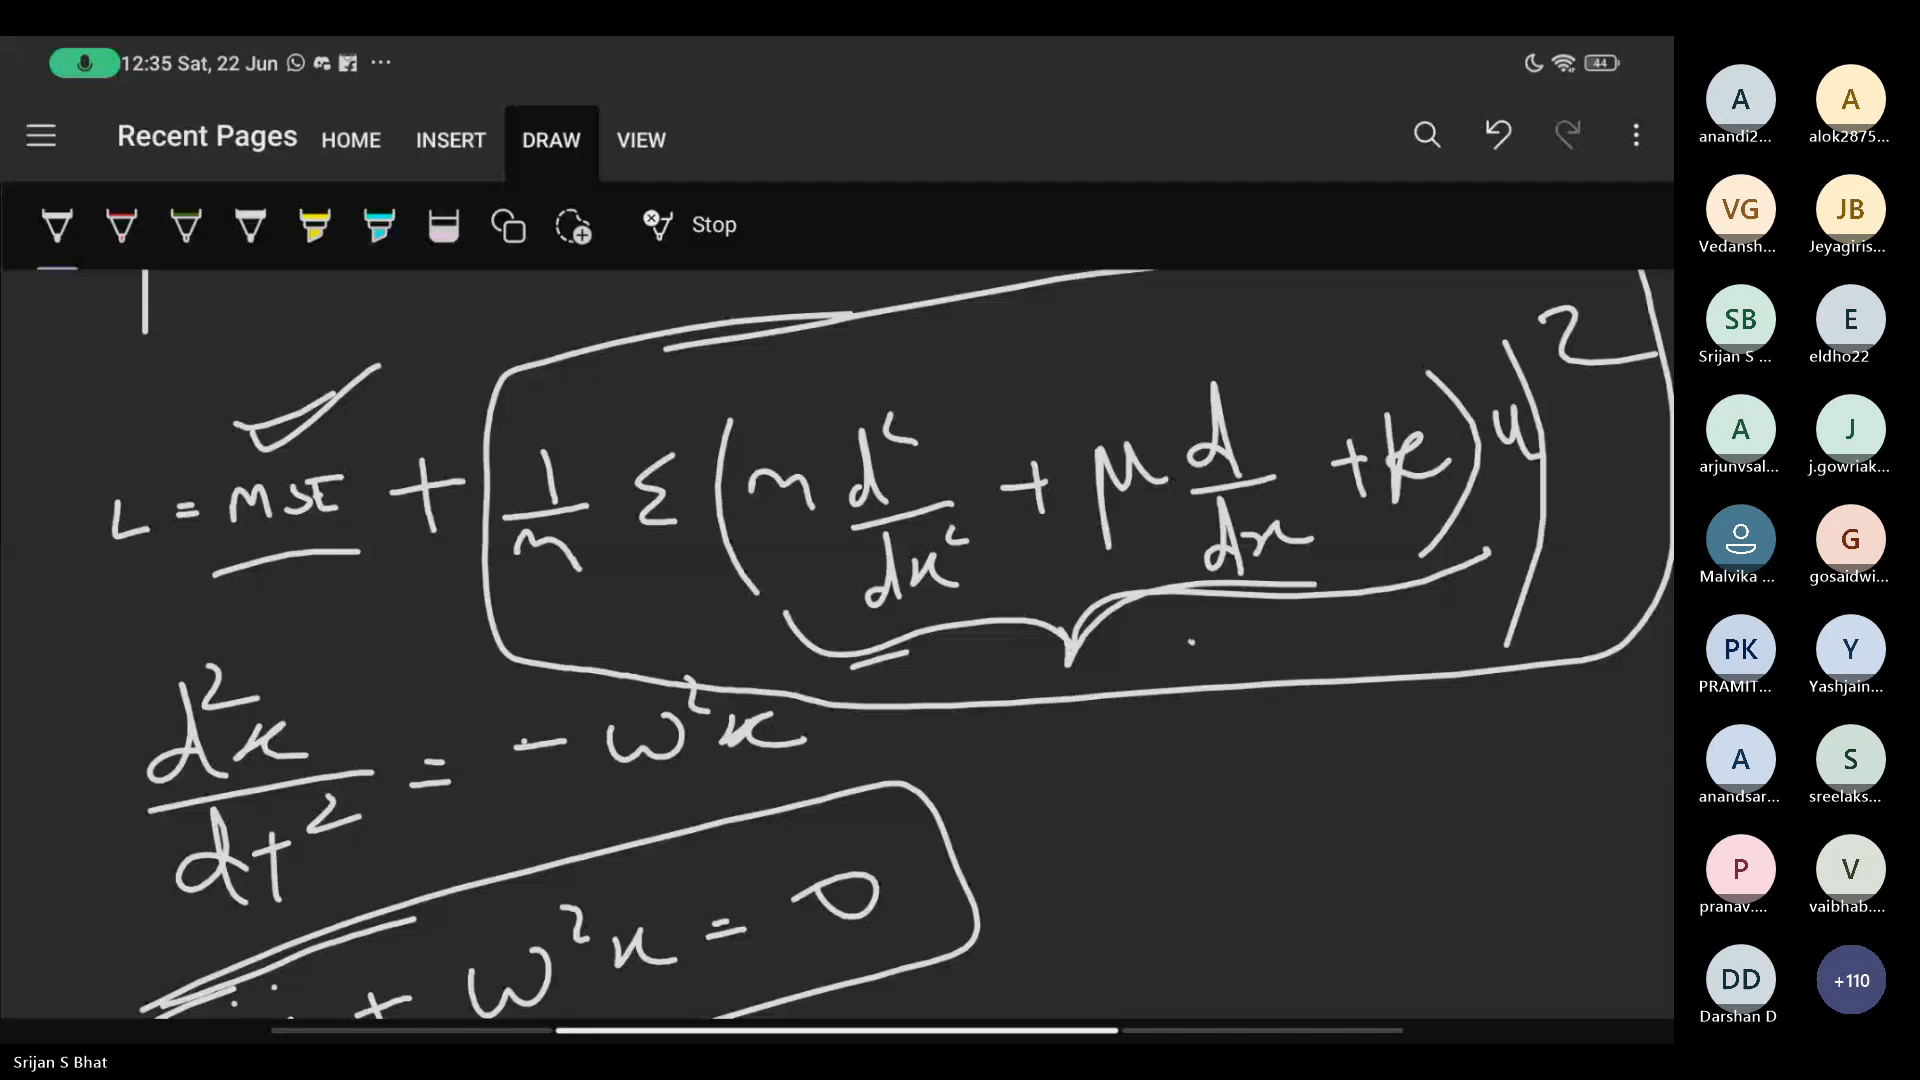 12:35 Sat, 22 Jun ··· 44
Recent Pages HOME INSERT DRAW VIEW
Stop
L = MSE + 1/m Σ (m d²/dx² + μ d/dx + k)u)²
d²x/dt² = - ω²x
+ ω²x = 0
A A
anandi2... alok2875...
VG JB
Vedansh... Jeyagiris...
SB E
Srijan S ... eldho22
A J
arjunvsal... j.gowriak...
G
Malvika ... gosaidwi...
PK Y
PRAMIT... Yashjain...
A S
anandsar... sreelaks...
P V
pranav.... vaibhab....
DD +110
Darshan D
Srijan S Bhat